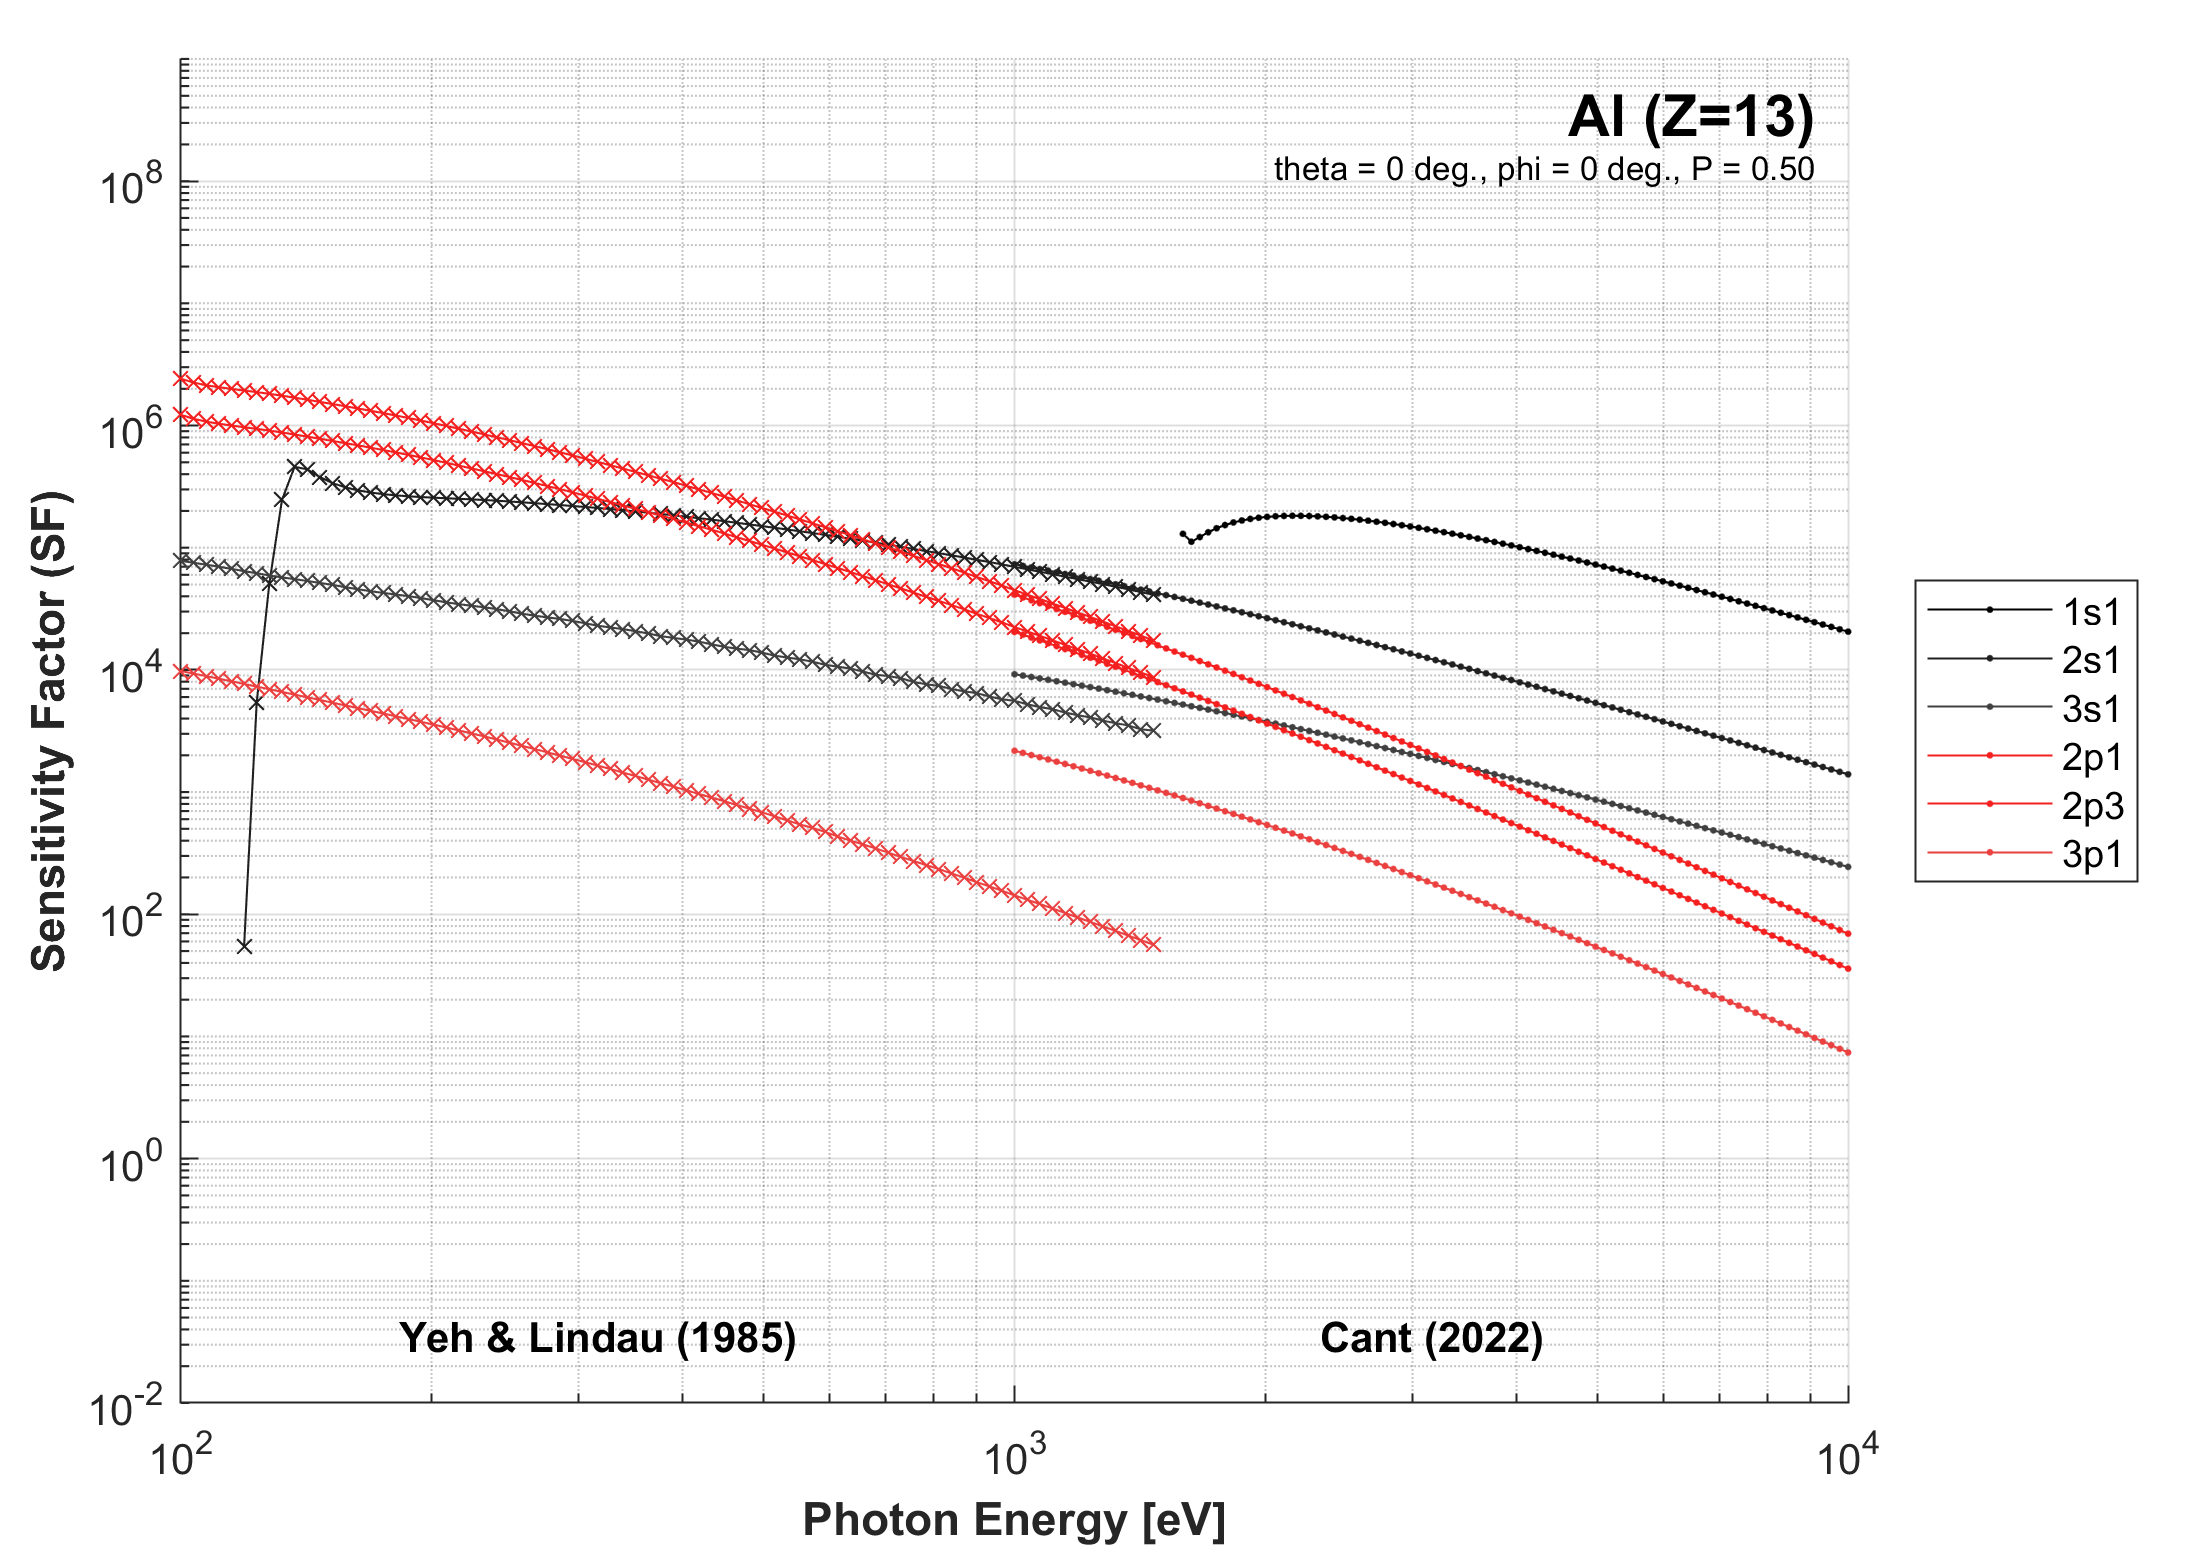 Al (Z=13)
theta = 0 deg., phi = 0 deg., P = 0.50
Sensitivity Factor (SF)
10^8
10^6
10^4
10^2
10^0
10^-2
Yeh & Lindau (1985)
Cant (2022)
10^2
10^3
10^4
Photon Energy [eV]
1s1
2s1
3s1
2p1
2p3
3p1